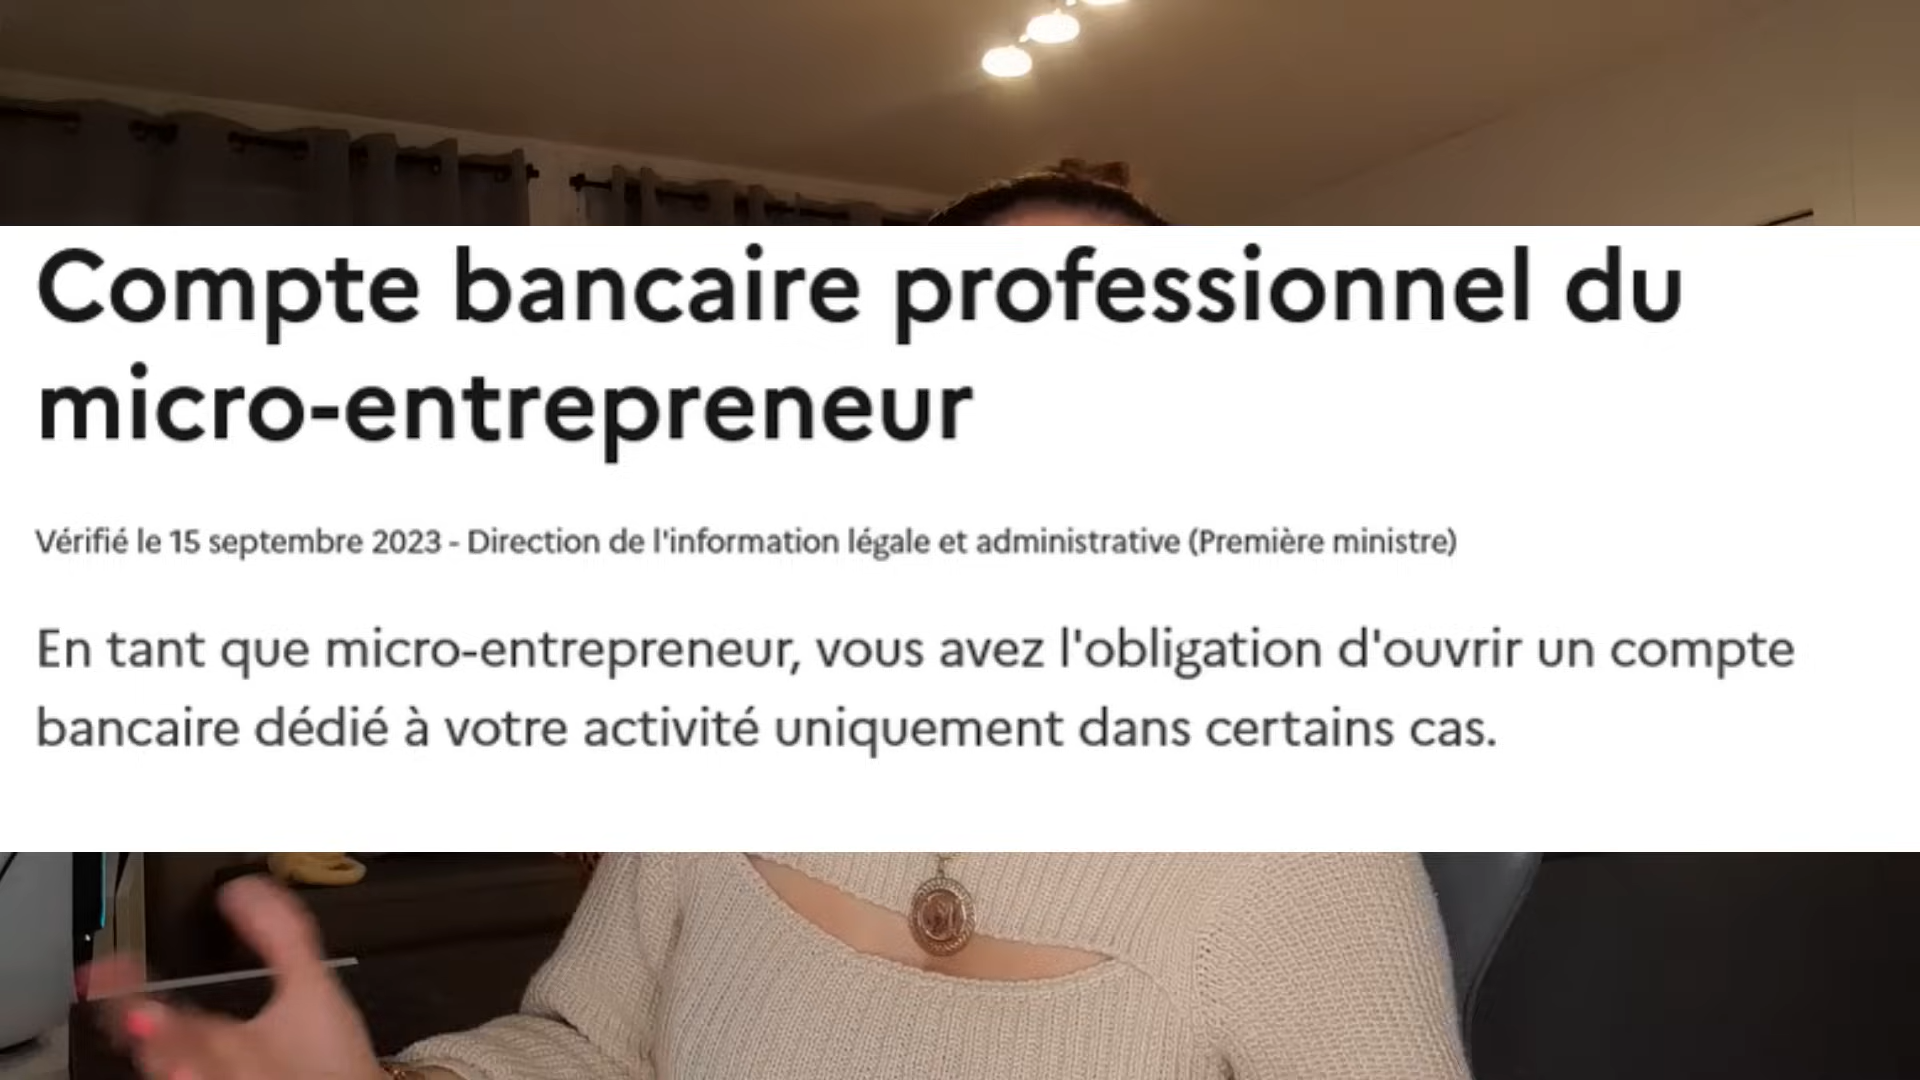 Compte bancaire professionnel du
micro-entrepreneur
Vérifié le 15 septembre 2023 - Direction de l'information légale et administrative (Première ministre)
En tant que micro-entrepreneur, vous avez l'obligation d'ouvrir un compte
bancaire dédié à votre activité uniquement dans certains cas.